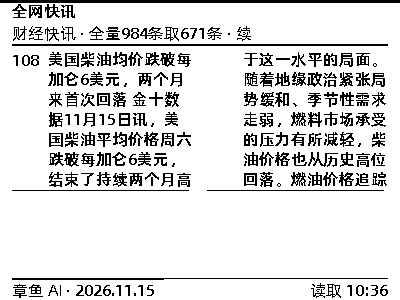 全网快讯
财经快讯 · 全量984条取671条 · 续
108 美国柴油均价跌破每
加仑6美元，两个月
来首次回落 金十数
据11月15日讯，美
国柴油平均价格周六
跌破每加仑6美元，
结束了持续两个月高
于这一水平的局面。
随着地缘政治紧张局
势缓和、季节性需求
走弱，燃料市场承受
的压力有所减轻，柴
油价格也从历史高位
回落。燃油价格追踪
章鱼 AI · 2026.11.15
读取 10:36